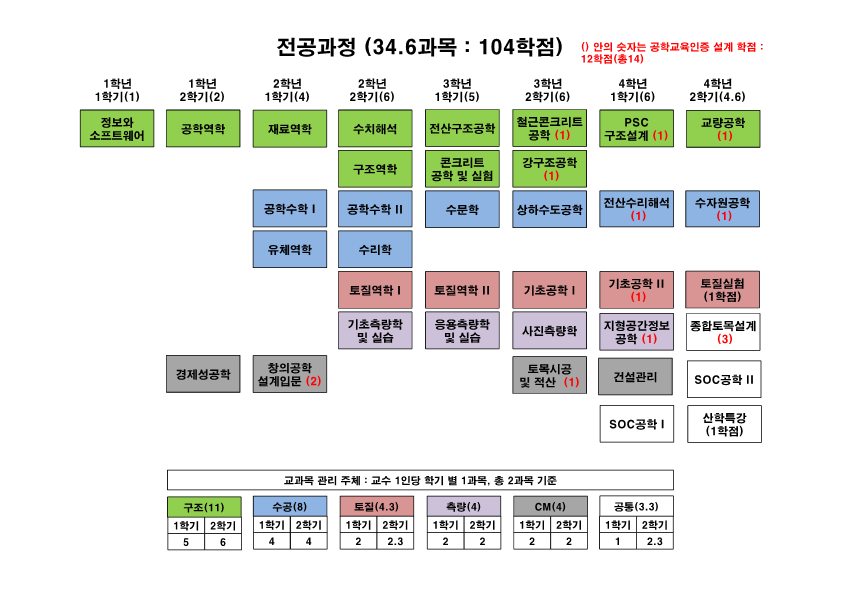 전공과정 (34.6과목 : 104학점)
() 안의 숫자는 공학교육인증 설계 학점 :
12학점(총14)
1학년 1학년 2학년 2학년 3학년 3학년 4학년 4학년
1학기(1) 2학기(2) 1학기(4) 2학기(6) 1학기(5) 2학기(6) 1학기(6) 2학기(4.6)
정보와
소프트웨어
공학역학
재료역학
수치해석
전산구조공학
철근콘크리트
공학 (1)
PSC
구조설계 (1)
교량공학
(1)
구조역학
콘크리트
공학 및 실험
강구조공학
(1)
공학수학 I
공학수학 II
수문학
상하수도공학
전산수리해석
(1)
수자원공학
(1)
유체역학
수리학
토질역학 I
토질역학 II
기초공학 I
기초공학 II
(1)
토질실험
(1학점)
기초측량학
및 실습
응용측량학
및 실습
사진측량학
지형공간정보
공학 (1)
종합토목설계
(3)
경제성공학
창의공학
설계입문 (2)
토목시공
및 적산 (1)
건설관리
SOC공학 II
SOC공학 I
산학특강
(1학점)
교과목 관리 주체 : 교수 1인당 학기 별 1과목, 총 2과목 기준
구조(11) 수공(8) 토질(4.3) 측량(4) CM(4) 공통(3.3)
1학기 2학기 1학기 2학기 1학기 2학기 1학기 2학기 1학기 2학기 1학기 2학기
5 6 4 4 2 2.3 2 2 2 2 1 2.3